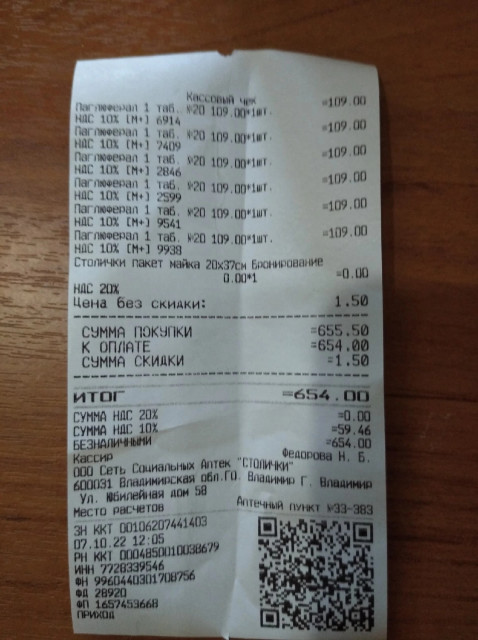 Кассовый чек
Паглюферал 1 таб. №20 109.00*1шт. =109.00
НДС 10% [М+] 6914
Паглюферал 1 таб. №20 109.00*1шт. =109.00
НДС 10% [М+] 7409
Паглюферал 1 таб. №20 109.00*1шт. =109.00
НДС 10% [М+] 2846
Паглюферал 1 таб. №20 109.00*1шт. =109.00
НДС 10% [М+] 2599
Паглюферал 1 таб. №20 109.00*1шт. =109.00
НДС 10% [М+] 9541
Паглюферал 1 таб. №20 109.00*1шт. =109.00
НДС 10% [М+] 9938
Столички пакет майка 20х37см Бронирование
0.00*1 =0.00
НДС 20%
Цена без скидки: 1.50
СУММА ПОКУПКИ =655.50
К ОПЛАТЕ =654.00
СУММА СКИДКИ =1.50
ИТОГ =654.00
СУММА НДС 20% =0.00
СУММА НДС 10% =59.46
БЕЗНАЛИЧНЫМИ =654.00
Кассир Федорова Н. Б.
ООО Сеть Социальных Аптек "СТОЛИЧКИ"
600031 Владимирская обл.ГО. Владимир Г. Владимир
Ул. Юбилейная дом 58
Место расчетов Аптечный пункт №33-383
ЗН ККТ 00106207441403
07.10.22 12:05
РН ККТ 0004850010038679
ИНН 7728339546
ФН 9960440301708756
ФД 28920
ФП 1657453668
ПРИХОД